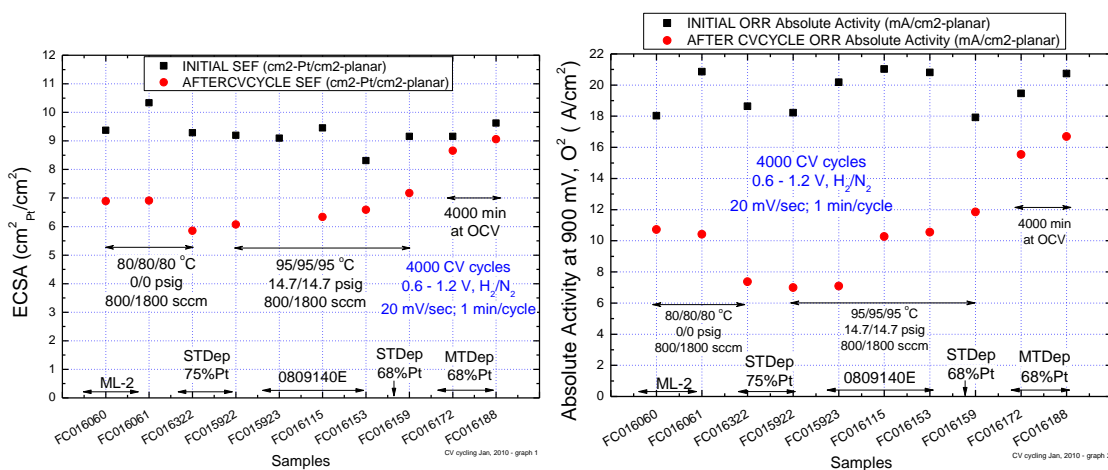 INITIAL SEF (cm2-Pt/cm2-planar)
AFTERCVCYCLE SEF (cm2-Pt/cm2-planar)
ECSA (cm²Pt/cm²)
12
11
10
9
8
7
6
5
4
3
2
1
0
4000 min
at OCV
80/80/80 °C
0/0 psig
800/1800 sccm
95/95/95 °C
14.7/14.7 psig
800/1800 sccm
4000 CV cycles
0.6 - 1.2 V, H₂/N₂
20 mV/sec; 1 min/cycle
ML-2
STDep
75%Pt
0809140E
STDep
68%Pt
MTDep
68%Pt
FC016060
FC016061
FC016322
FC015922
FC015923
FC016115
FC016153
FC016159
FC016172
FC016188
Samples
CV cycling Jan, 2010 - graph 1
INITIAL ORR Absolute Activity (mA/cm2-planar)
AFTER CVCYCLE ORR Absolute Activity (mA/cm2-planar)
Absolute Activity at 900 mV, O² ( A/cm²)
22
20
18
16
14
12
10
8
6
4
2
0
4000 CV cycles
0.6 - 1.2 V, H₂/N₂
20 mV/sec; 1 min/cycle
4000 min
at OCV
80/80/80 °C
0/0 psig
800/1800 sccm
95/95/95 °C
14.7/14.7 psig
800/1800 sccm
ML-2
STDep
75%Pt
0809140E
STDep
68%Pt
MTDep
68%Pt
FC016060
FC016061
FC016322
FC015922
FC015923
FC016115
FC016153
FC016159
FC016172
FC016188
Samples
CV cycling Jan, 2010 - graph